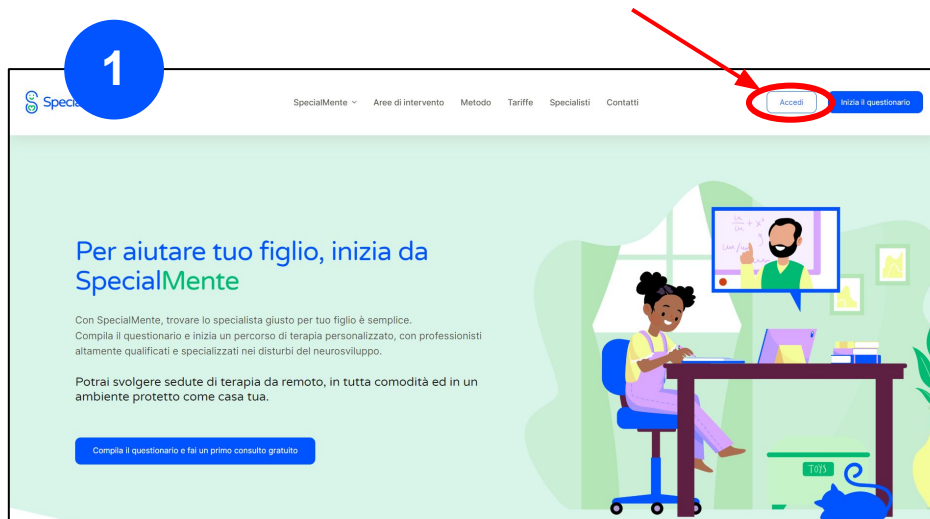 1
SpecialMente
Aree di intervento
Metodo
Tariffe
Specialisti
Contatti
Accedi
Inizia il questionario
Per aiutare tuo figlio, inizia da
SpecialMente
Con SpecialMente, trovare lo specialista giusto per tuo figlio è semplice.
Compila il questionario e inizia un percorso di terapia personalizzato, con professionisti
altamente qualificati e specializzati nei disturbi del neurosviluppo.
Potrai svolgere sedute di terapia da remoto, in tutta comodità ed in un
ambiente protetto come casa tua.
Compila il questionario e fai un primo consulto gratuito
TOYS